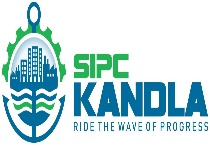 SIPC
KANDLA
RIDE THE WAVE OF PROGRESS